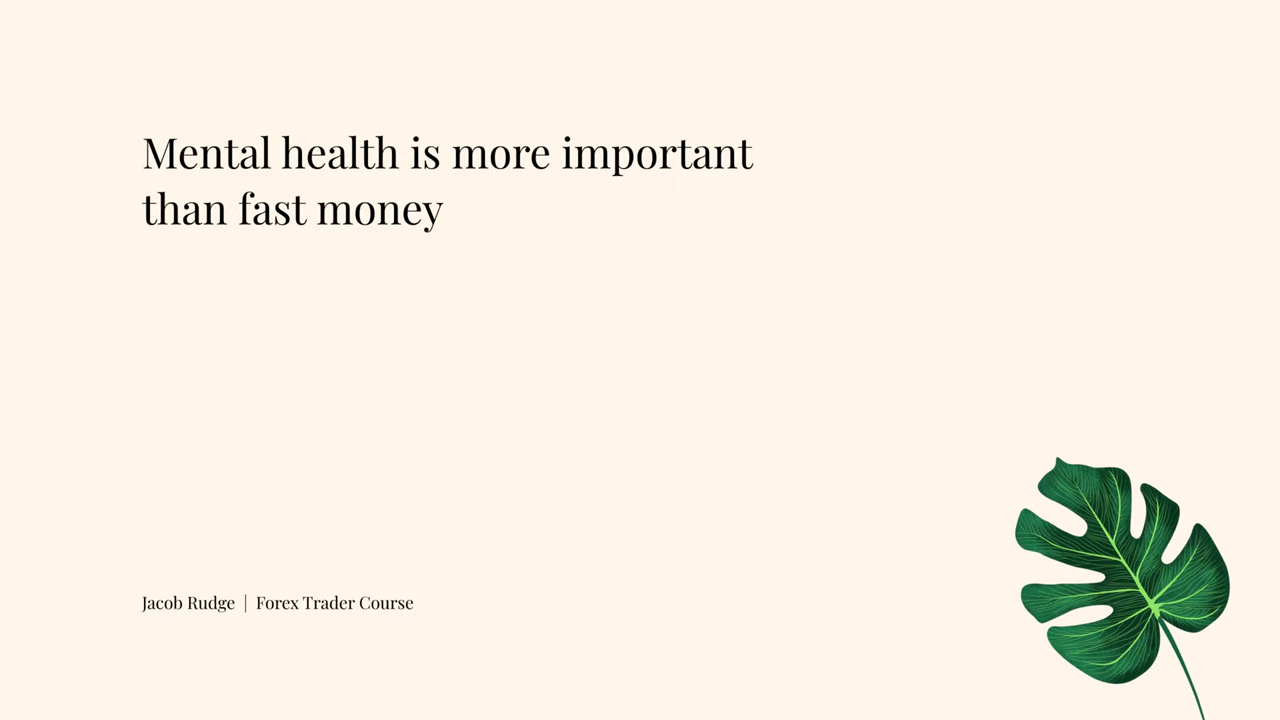 Mental health is more important
than fast money
Jacob Rudge | Forex Trader Course